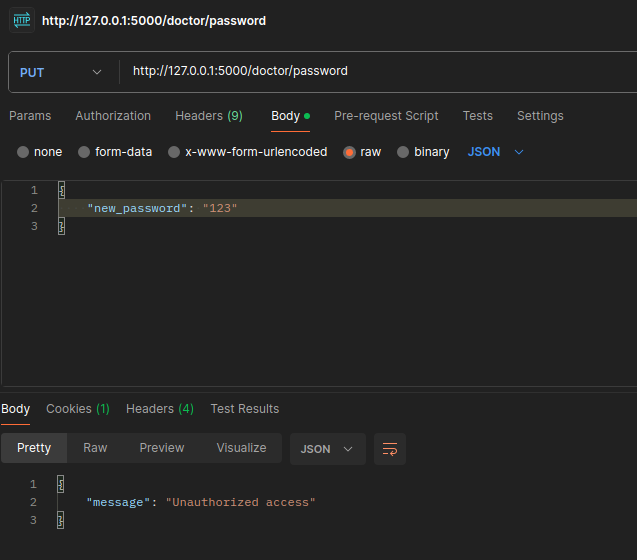 HTTP http://127.0.0.1:5000/doctor/password
PUT http://127.0.0.1:5000/doctor/password
Params Authorization Headers (9) Body Pre-request Script Tests Settings
none form-data x-www-form-urlencoded raw binary JSON
1 {
2 "new_password": "123"
3 }
Body Cookies (1) Headers (4) Test Results
Pretty Raw Preview Visualize JSON
1 {
2 "message": "Unauthorized access"
3 }